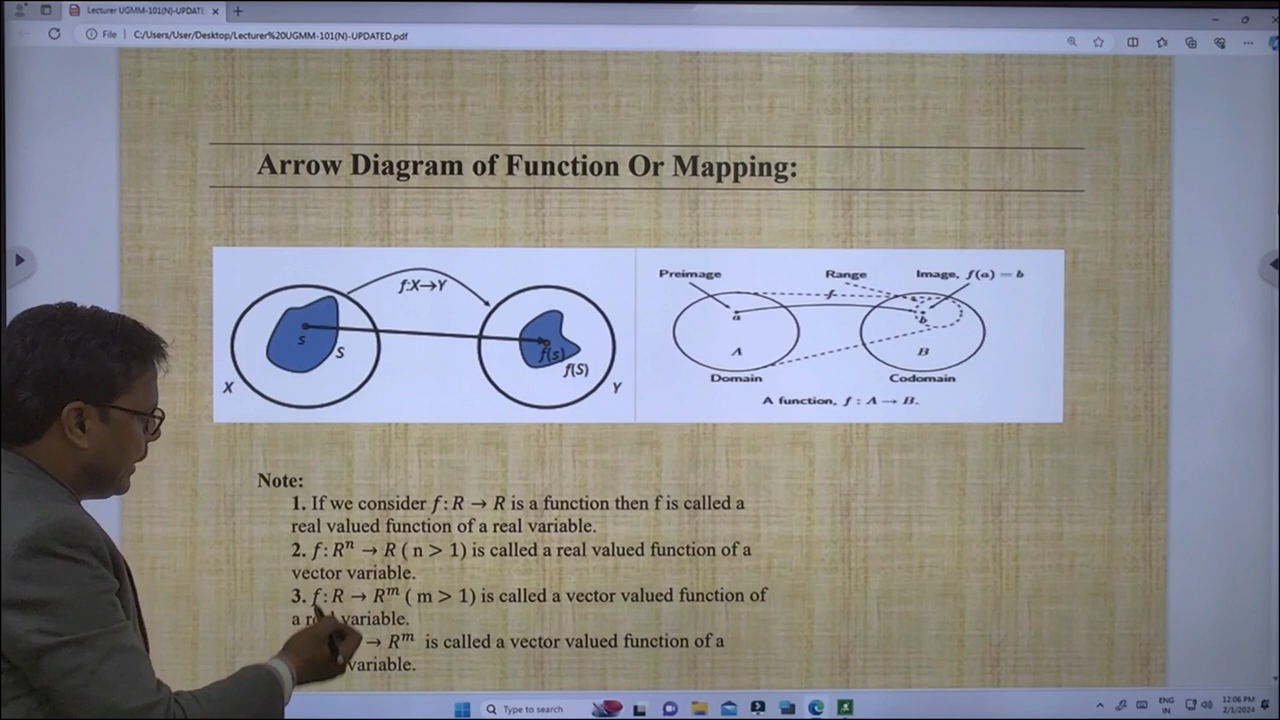 Lecturer UGMM-101(N)-UPDATE
File
C:/Users/User/Desktop/Lecturer%20UGMM-101(N)-UPDATED.pdf
Arrow Diagram of Function Or Mapping:
f:X→Y
s
S
f(s)
f(S)
X
Y
Preimage
Range
Image, f(a) = b
f
a
b
A
B
Domain
Codomain
A function, f : A → B.
Note:
1. If we consider f: R → R is a function then f is called a
real valued function of a real variable.
2. f: Rⁿ → R ( n > 1) is called a real valued function of a
vector variable.
3. f: R → Rᵐ ( m > 1) is called a vector valued function of
a variable.
→ Rᵐ is called a vector valued function of a
variable.
Type to search
ENG
IN
12:06 PM
2/1/2024